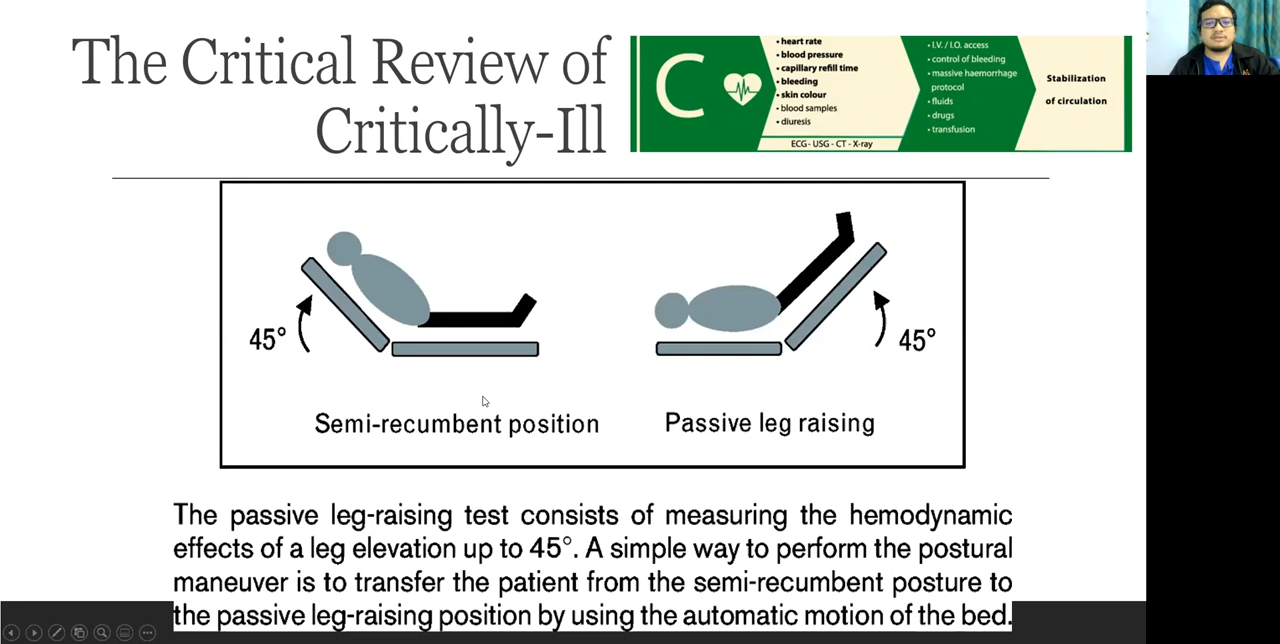 The Critical Review of
Critically-Ill
C
• heart rate
• blood pressure
• capillary refill time
• bleeding
• skin colour
• blood samples
• diuresis
ECG - USG - CT - X-ray
• I.V. / I.O. access
• control of bleeding
• massive haemorrhage
protocol
• fluids
• drugs
• transfusion
Stabilization
of circulation
45°
45°
Semi-recumbent position
Passive leg raising
The passive leg-raising test consists of measuring the hemodynamic
effects of a leg elevation up to 45°. A simple way to perform the postural
maneuver is to transfer the patient from the semi-recumbent posture to
the passive leg-raising position by using the automatic motion of the bed.